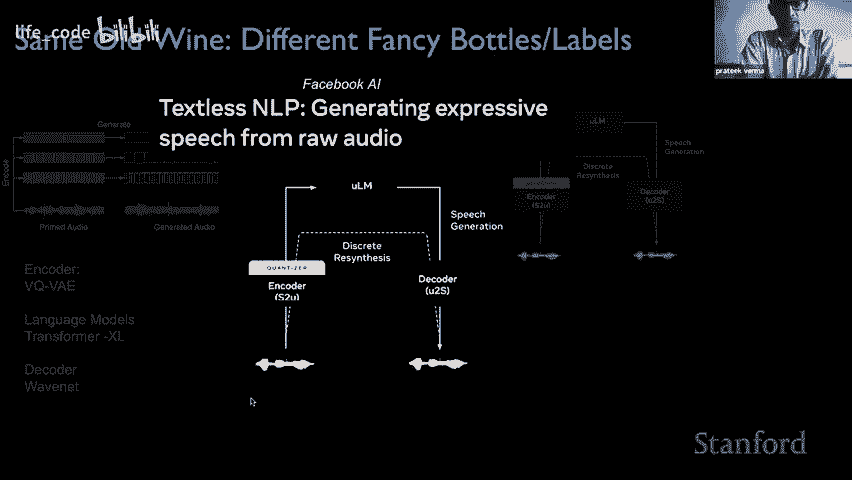 life_code bilibili
Same Old Wine: Different Fancy Bottles/Labels
prateek verma
Facebook AI
Textless NLP: Generating expressive
speech from raw audio
Generate
Encode
Primed Audio
Generated Audio
uLM
Speech
Generation
Discrete
Resynthesis
QUANTIZER
Encoder
(S2u)
Decoder
(u2S)
uLM
Speech
Generation
Discrete
Resynthesis
Encoder
(S2u)
Decoder
(u2S)
Encoder:
VQ-VAE
Language Models
Transformer -XL
Decoder
Wavenet
Stanford